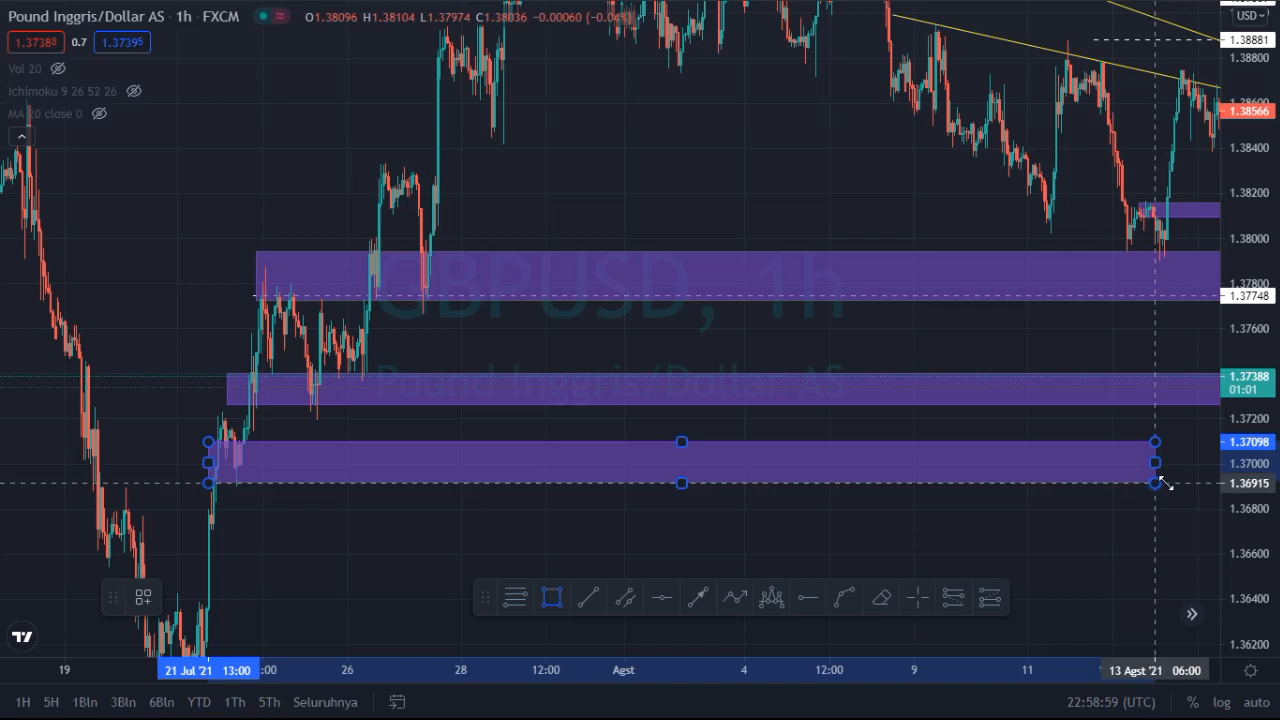 Pound Inggris/Dollar AS · 1h · FXCM O1.38096 H1.38104 L1.37974 C1.38036 -0.00060 (-0.04%)
1.37388 0.7 1.37395
Vol 20
Ichimoku 9 26 52 26
MA 20 close 0
USD
1.38881
1.38800
1.38566
1.38400
1.38200
1.38000
1.37800
1.37748
1.37600
1.37388
01:01
1.37200
1.37098
1.37000
1.36915
1.36800
1.36600
1.36400
1.36200
GBPUSD, 1h
Pound Inggris/Dollar AS
19 21 Jul '21 13:00 :00 26 28 12:00 Agst 4 12:00 9 11 13 Agst '21 06:00
1H 5H 1Bln 3Bln 6Bln YTD 1Th 5Th Seluruhnya 22:58:59 (UTC) % log auto